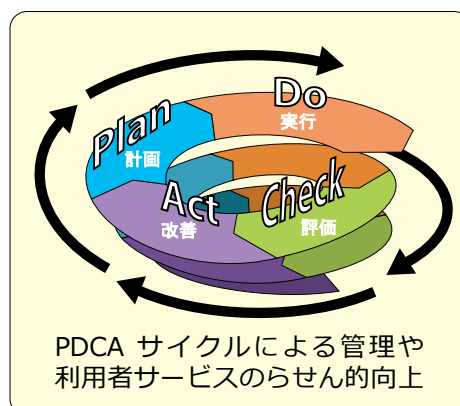 Plan
計画
Do
実行
Check
評価
Act
改善
PDCA サイクルによる管理や
利用者サービスのらせん的向上